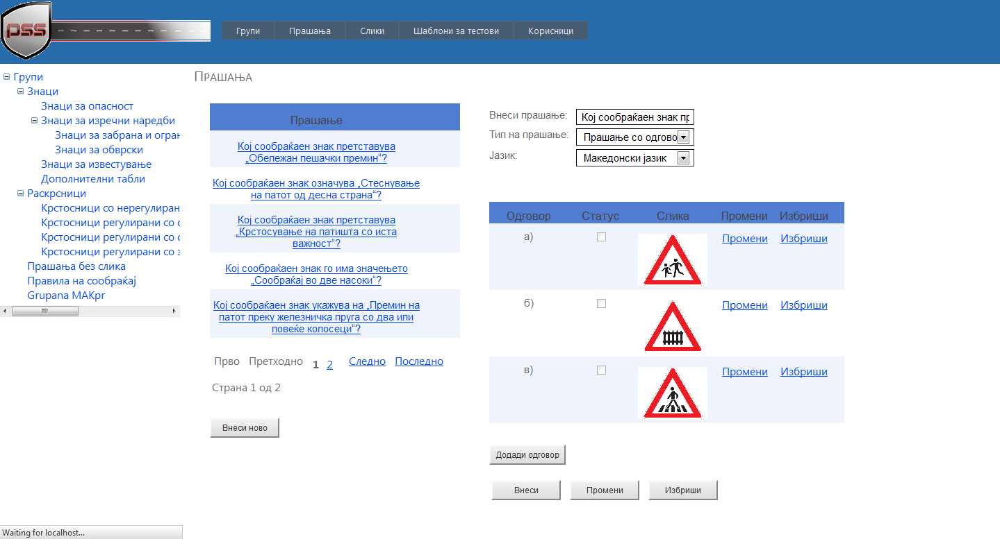 PSS
Групи
Прашања
Слики
Шаблони за тестови
Корисници
Групи
Знаци
Знаци за опасност
Знаци за изречни наредби
Знаци за забрана и огран
Знаци за обврски
Знаци за известување
Дополнителни табли
Раскрсници
Крстосници со нерегулиран
Крстосници регулирани со с
Крстосници регулирани со с
Крстосници регулирани со з
Прашања без слика
Правила на сообраќај
Grupana MAKpr
Прашања
Прашање
Кој сообраќаен знак претставува
„Обележан пешачки премин“?
Кој сообраќаен знак означува „Стеснување
на патот од десна страна“?
Кој сообраќаен знак претставува
„Крстосување на патишта со иста
важност“?
Кој сообраќаен знак го има значењето
„Сообраќај во две насоки“?
Кој сообраќаен знак укажува на „Премин на
патот преку железничка пруга со два или
повеќе колосеци“?
Прво Претходно 1 2 Следно Последно
Страна 1 од 2
Внеси ново
Внеси прашање: Кој сообраќаен знак пр
Тип на прашање: Прашање со одгово
Јазик: Македонски јазик
Одговор Статус Слика Промени Избриши
а) Промени Избриши
б) Промени Избриши
в) Промени Избриши
Додади одговор
Внеси Промени Избриши
Waiting for localhost...